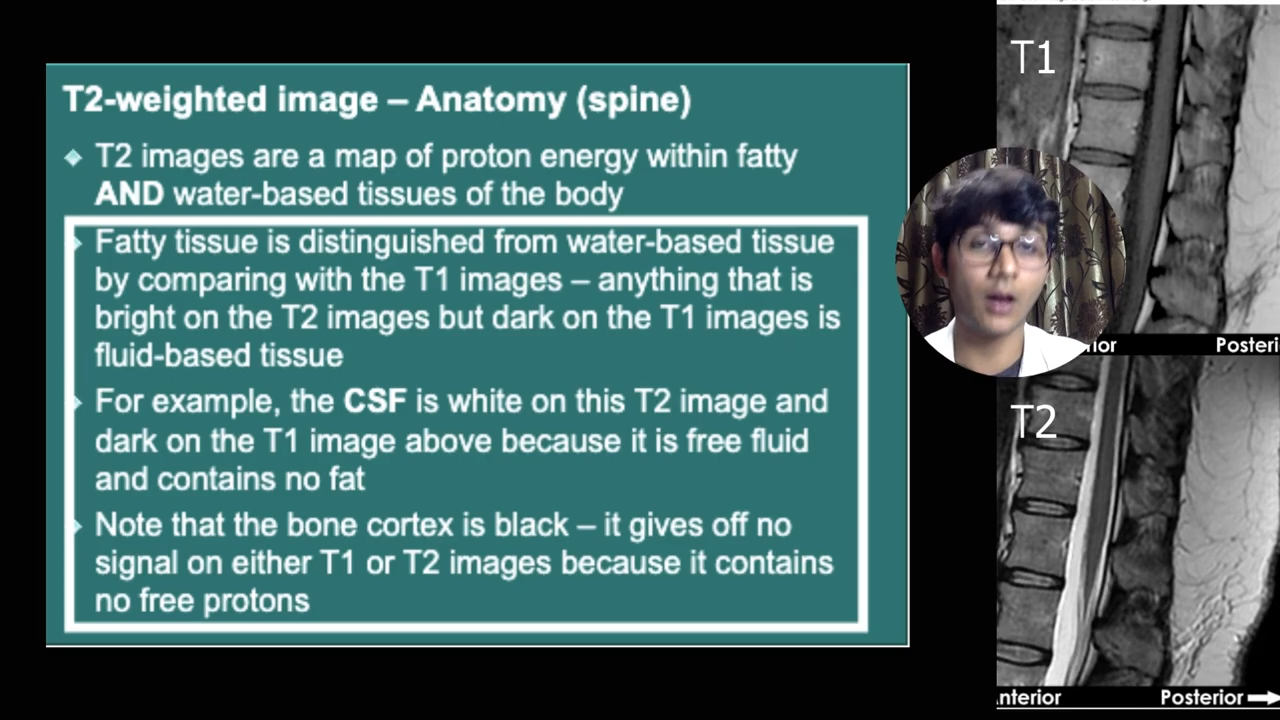 T2-weighted image – Anatomy (spine)
T2 images are a map of proton energy within fatty
AND water-based tissues of the body
Fatty tissue is distinguished from water-based tissue
by comparing with the T1 images – anything that is
bright on the T2 images but dark on the T1 images is
fluid-based tissue
For example, the CSF is white on this T2 image and
dark on the T1 image above because it is free fluid
and contains no fat
Note that the bone cortex is black – it gives off no
signal on either T1 or T2 images because it contains
no free protons
T1
rior
Posteri
T2
nterior
Posterior